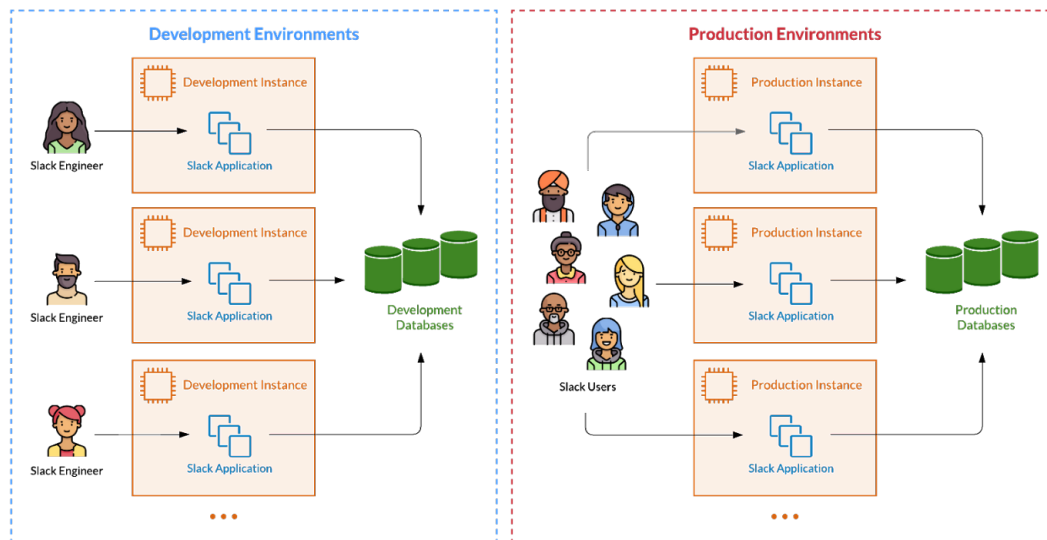 Development Environments
Development Instance
Slack Application
Slack Engineer
Development Instance
Slack Application
Slack Engineer
Development Instance
Slack Application
Slack Engineer
Development
Databases
Production Environments
Production Instance
Slack Application
Production Instance
Slack Application
Production Instance
Slack Application
Slack Users
Production
Databases